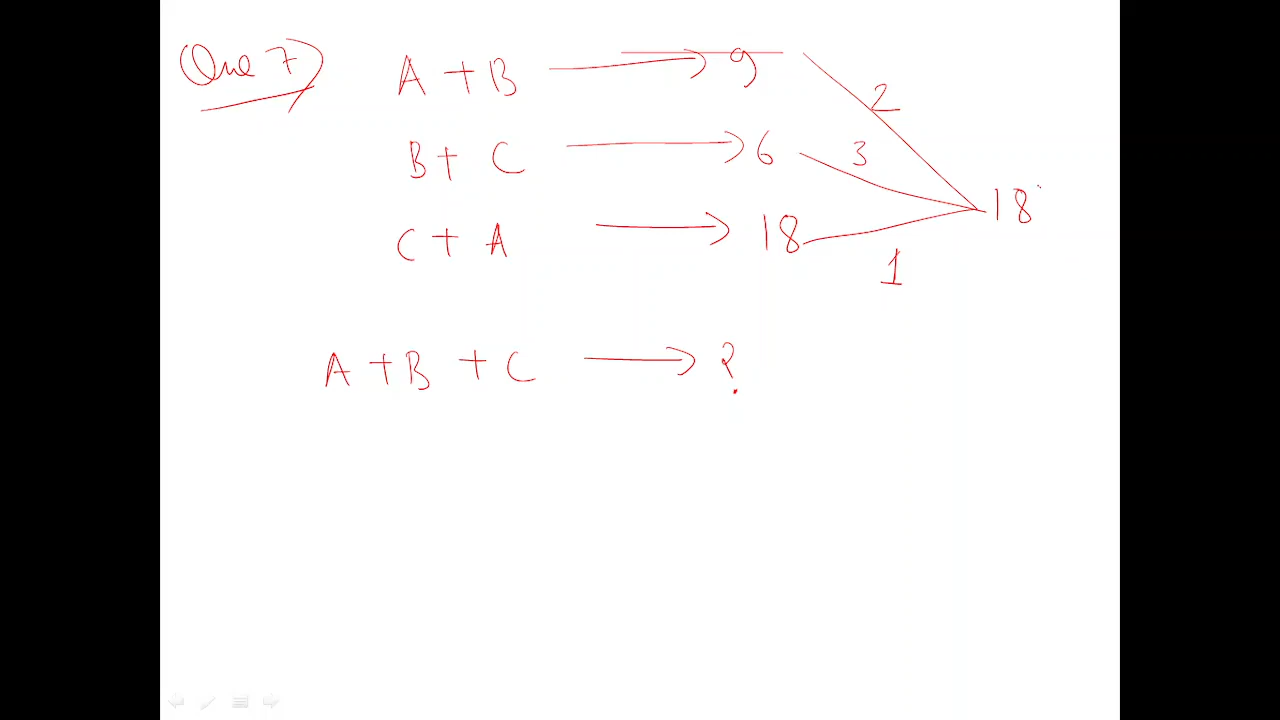 Que 7) A + B → 9 2
B + C → 6 3
18
C + A → 18 1
A + B + C → ?